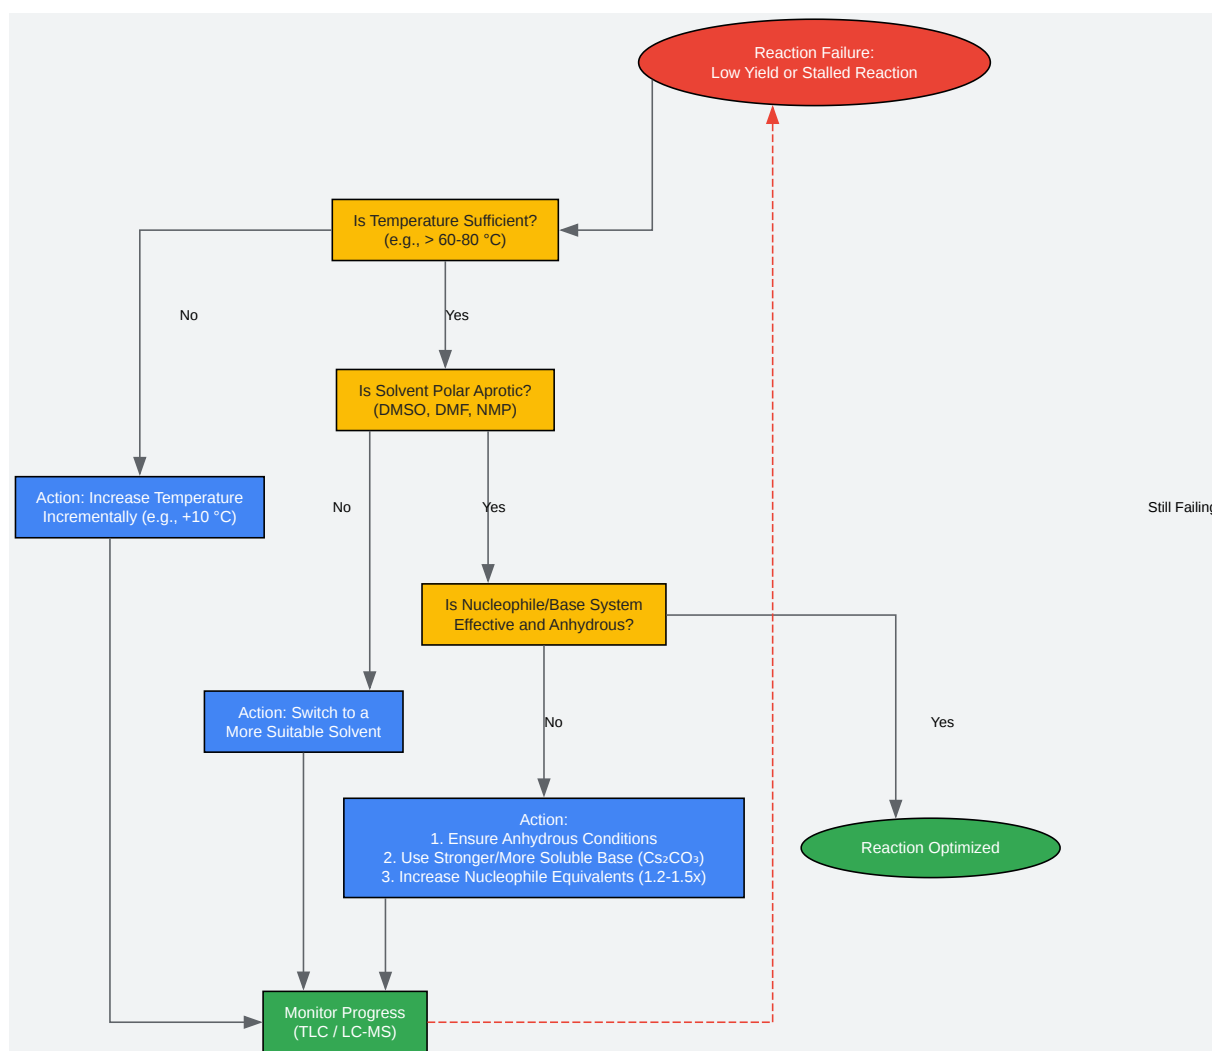 Reaction Failure:
Low Yield or Stalled Reaction
Is Temperature Sufficient?
(e.g., > 60-80 °C)
No
Yes
Is Solvent Polar Aprotic?
(DMSO, DMF, NMP)
Action: Increase Temperature
Incrementally (e.g., +10 °C)
No
Yes
Still Failing
Is Nucleophile/Base System
Effective and Anhydrous?
Action: Switch to a
More Suitable Solvent
No
Yes
Action:
1. Ensure Anhydrous Conditions
2. Use Stronger/More Soluble Base (Cs₂CO₃)
3. Increase Nucleophile Equivalents (1.2-1.5x)
Reaction Optimized
Monitor Progress
(TLC / LC-MS)